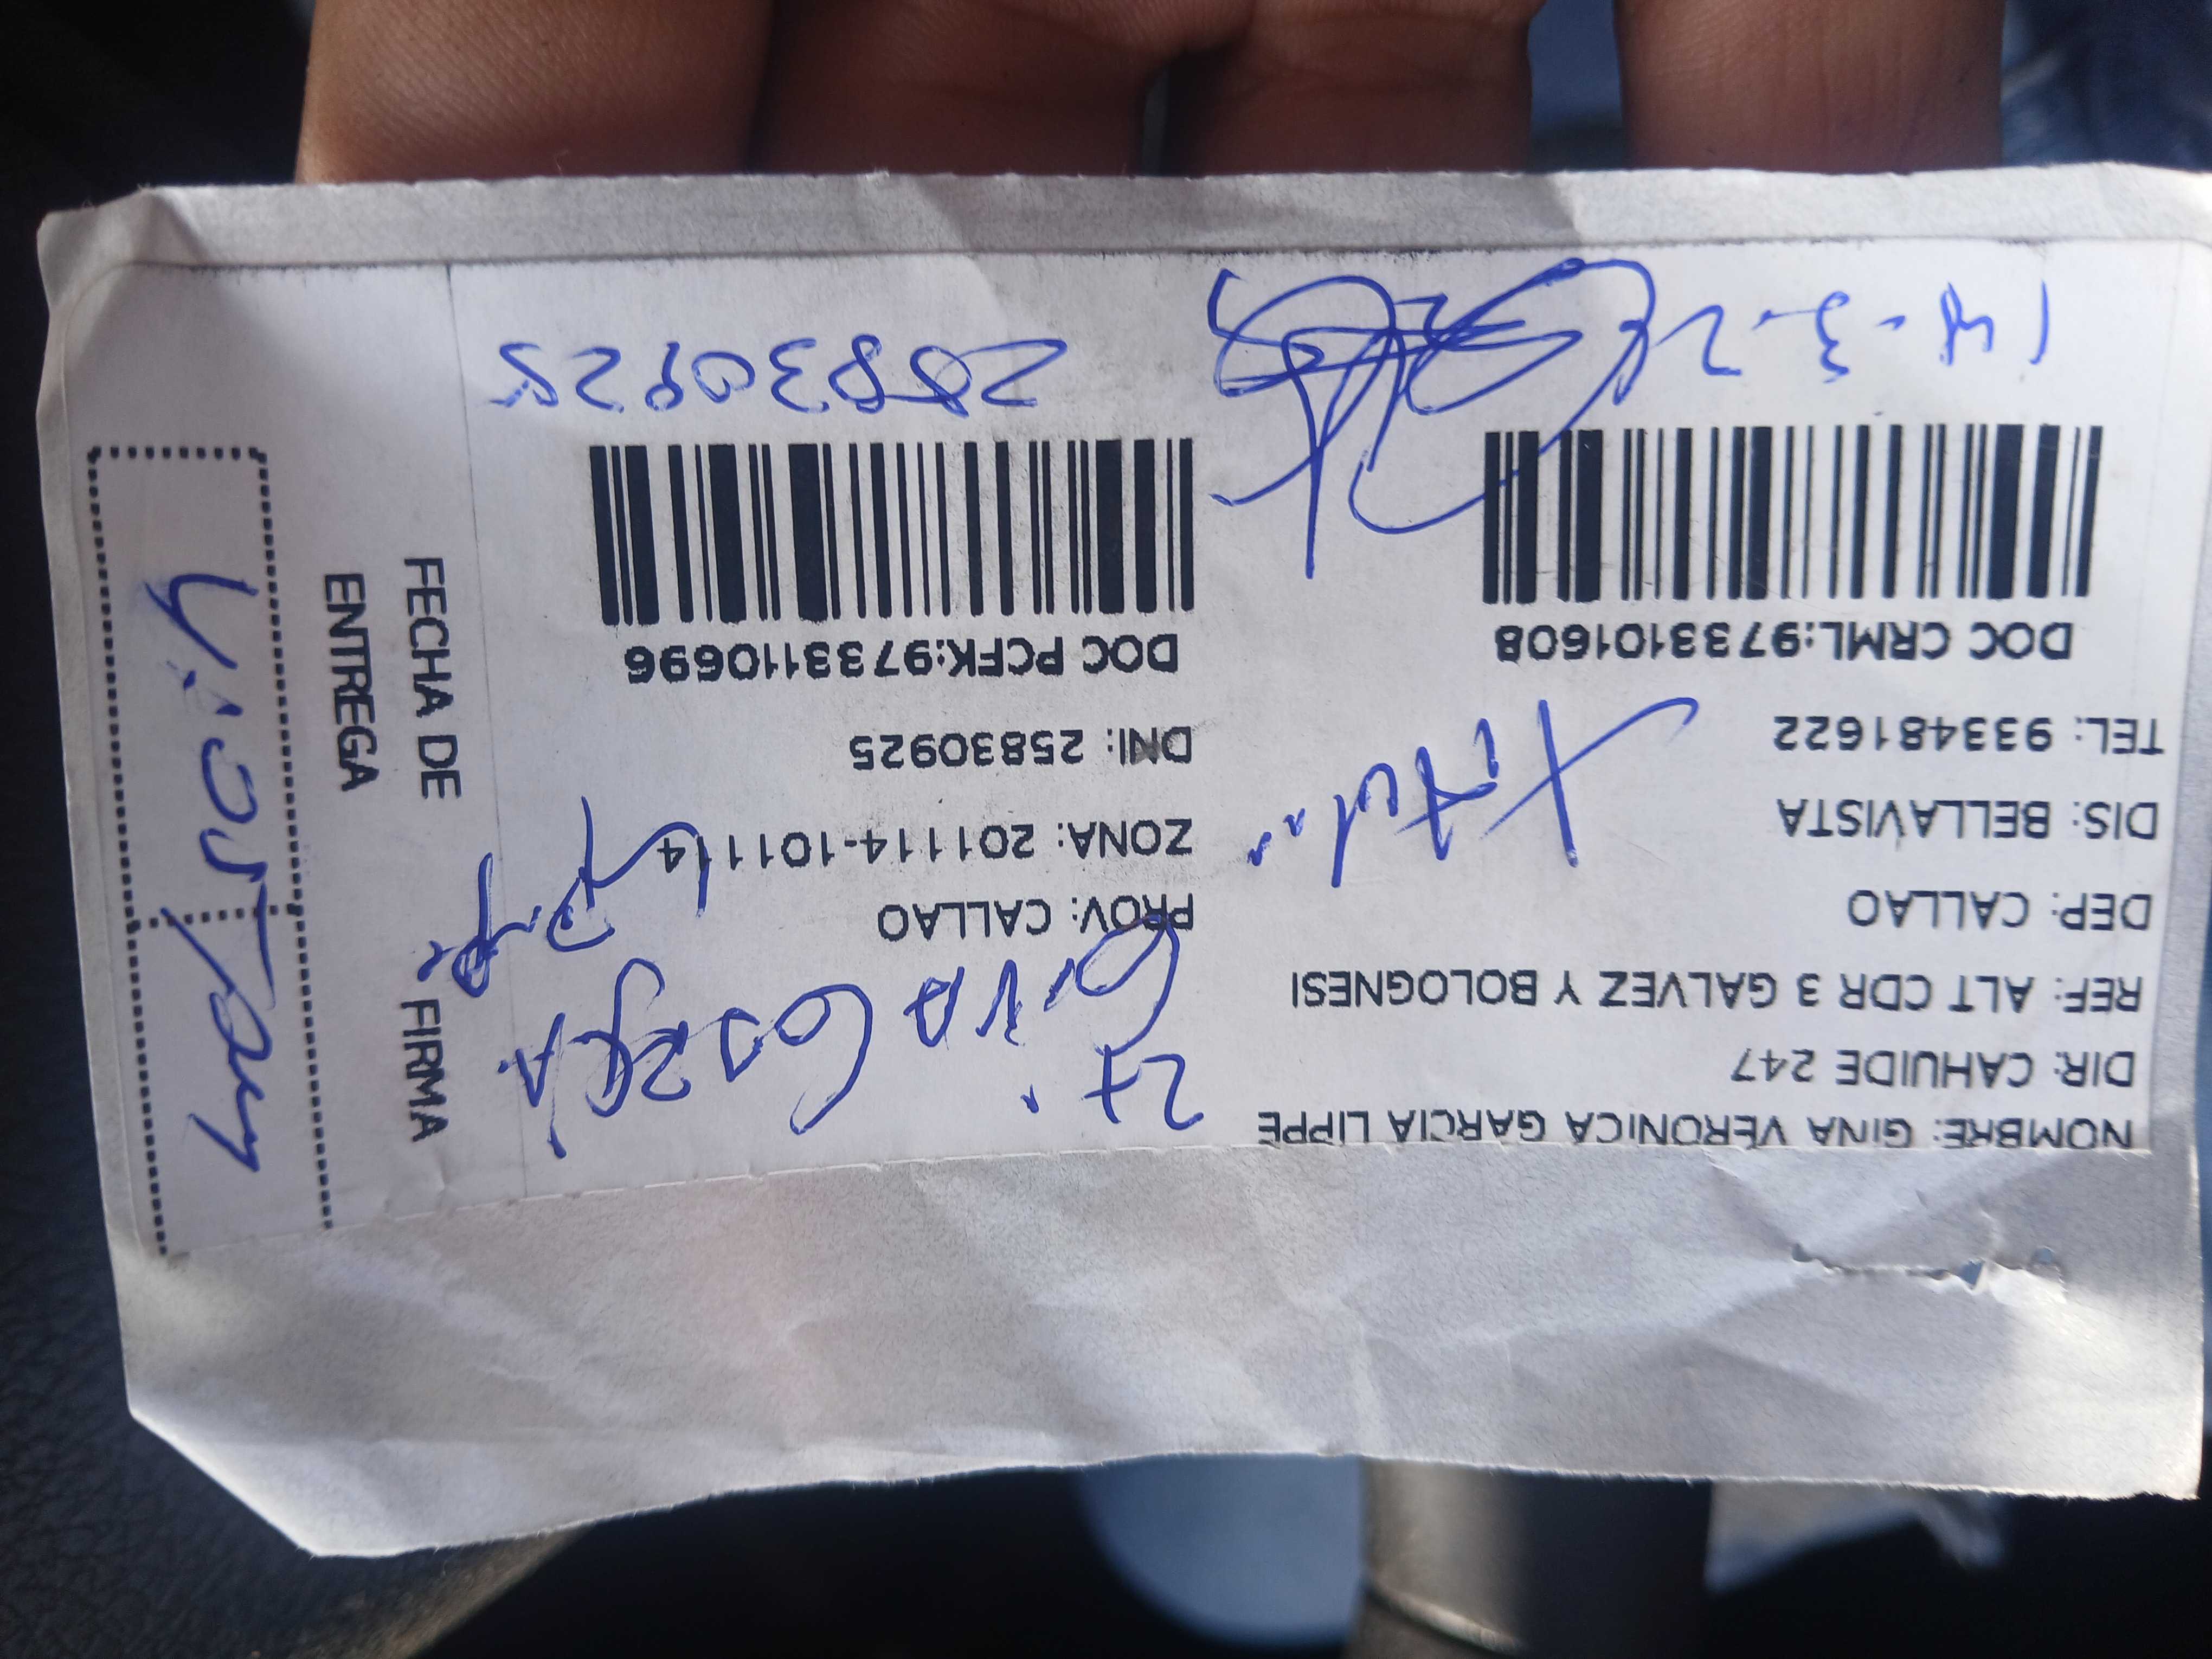 NOMBRE: GINA VERONICA GARCIA LIPPE
DIR: CAHUIDE 247
REF: ALT CDR 3 GALVEZ Y BOLOGNESI
DEP: CALLAO
PROV: CALLAO
DIS: BELLAVISTA
ZONA: 201114-101114
TEL: 933481622
DNI: 25830925
titular
DOC CRML:9733101608
DOC PCFK:9733110696
25830925
FECHA DE
ENTREGA
FIRMA